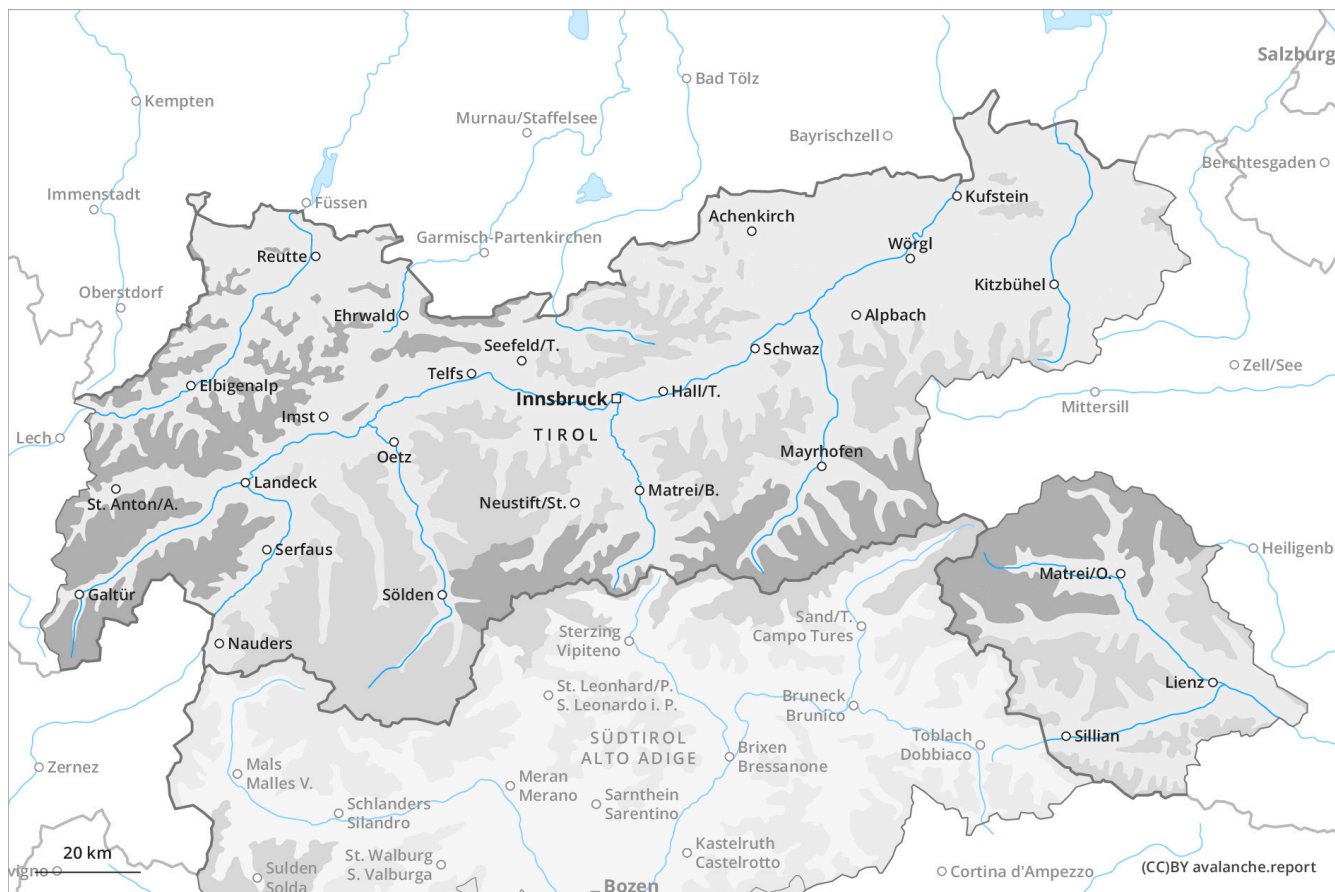 Salzburg
Bad Tölz
Kempten
Murnau/Staffelsee
Bayrischzell
Berchtesgaden
Immenstadt
Füssen
Kufstein
Achenkirch
Garmisch-Partenkirchen
Wörgl
Reutte
Kitzbühel
Oberstdorf
Ehrwald
Alpbach
Seefeld/T.
Schwaz
Zell/See
Telfs
Elbigenalp
Innsbruck
Hall/T.
Mittersill
Imst
Lech
TIROL
Oetz
Mayrhofen
Landeck
Matrei/B.
St. Anton/A.
Neustift/St.
Serfaus
Heiligenb
Matrei/O.
Galtür
Sölden
Sand/T.
Campo Tures
Sterzing
Vipiteno
Nauders
Lienz
St. Leonhard/P.
S. Leonardo i. P.
Bruneck
Brunico
Toblach
Dobbiaco
Sillian
SÜDTIROL
ALTO ADIGE
Brixen
Bressanone
Zernez
Mals
Malles V.
Meran
Merano
Schlanders
Silandro
Sarnthein
Sarentino
20 km
St. Walburg
S. Valburga
Kastelruth
Castelrotto
vigno
Sulden
Solda
Cortina d'Ampezzo
(CC)BY avalanche.report
Bozen